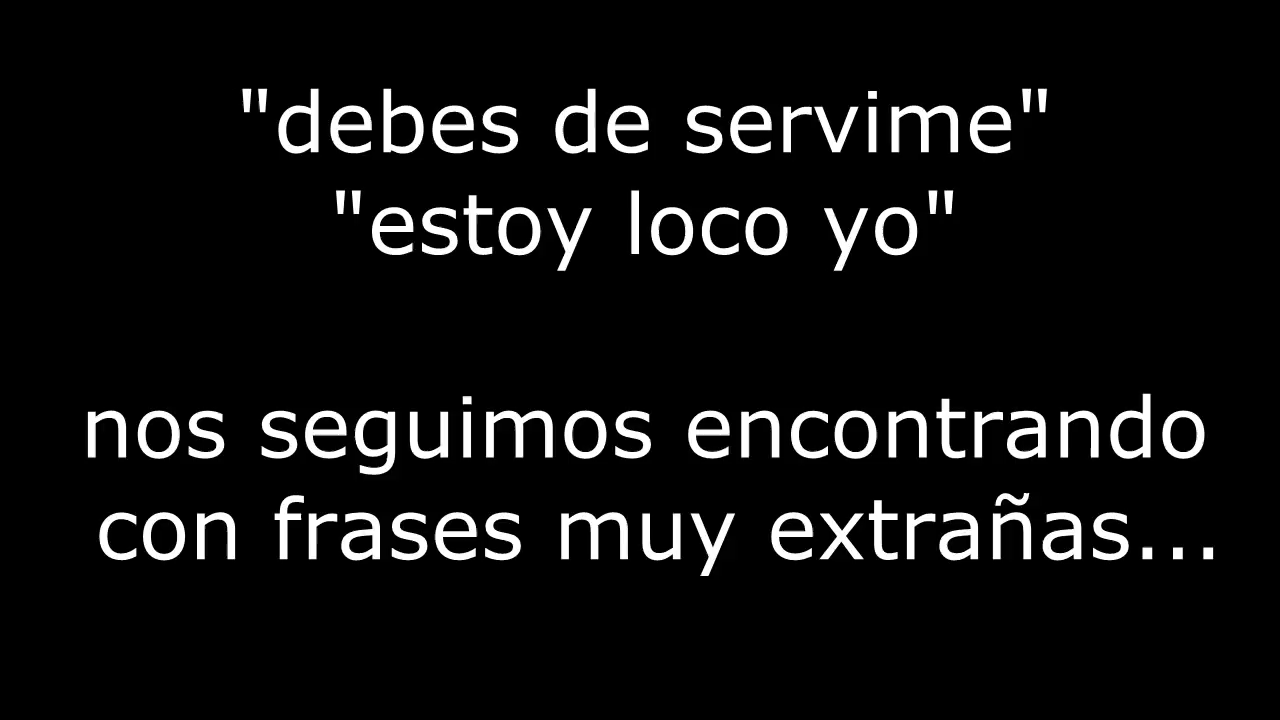 "debes de servime"
"estoy loco yo"
nos seguimos encontrando
con frases muy extrañas...